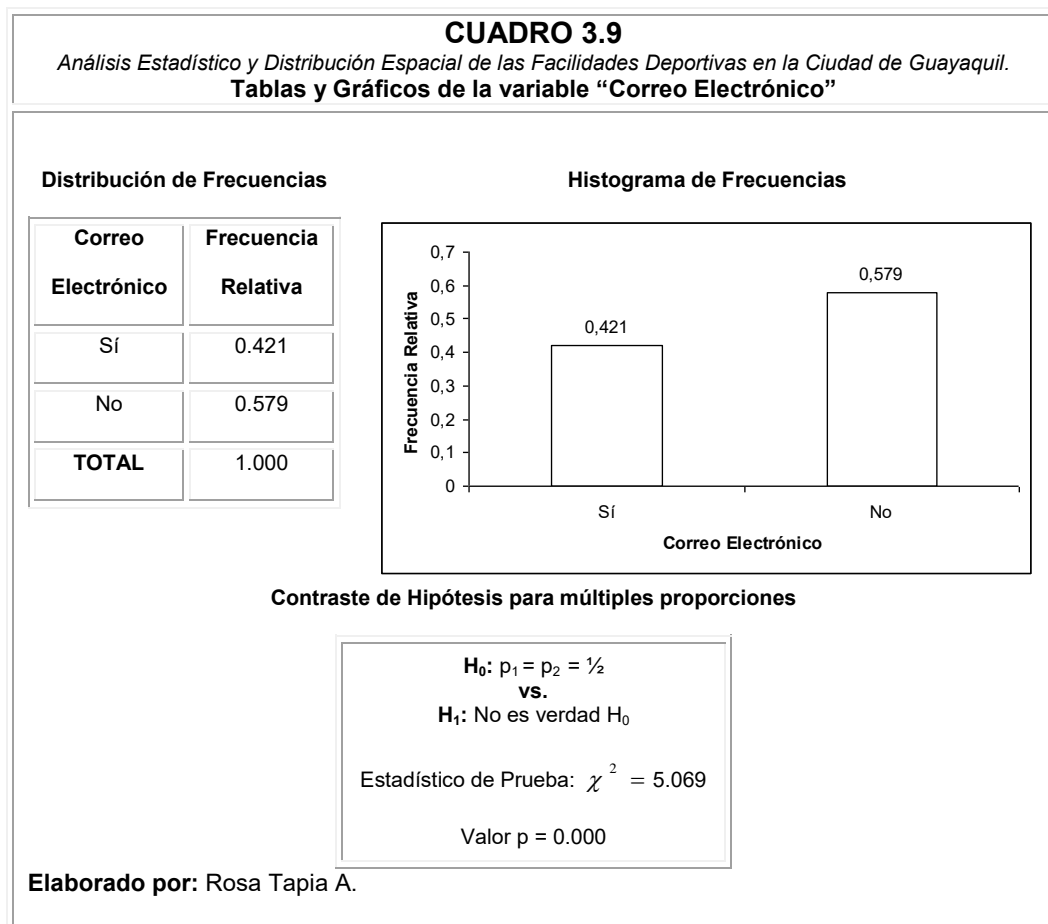 CUADRO 3.9
Análisis Estadístico y Distribución Espacial de las Facilidades Deportivas en la Ciudad de Guayaquil.
Tablas y Gráficos de la variable “Correo Electrónico”
Distribución de Frecuencias
Correo Electrónico Frecuencia Relativa
Sí 0.421
No 0.579
TOTAL 1.000
Histograma de Frecuencias
Frecuencia Relativa
0,7
0,6
0,5
0,4
0,3
0,2
0,1
0
0,421
0,579
Sí No
Correo Electrónico
Contraste de Hipótesis para múltiples proporciones
H₀: p₁ = p₂ = ½
vs.
H₁: No es verdad H₀
Estadístico de Prueba: χ² = 5.069
Valor p = 0.000
Elaborado por: Rosa Tapia A.